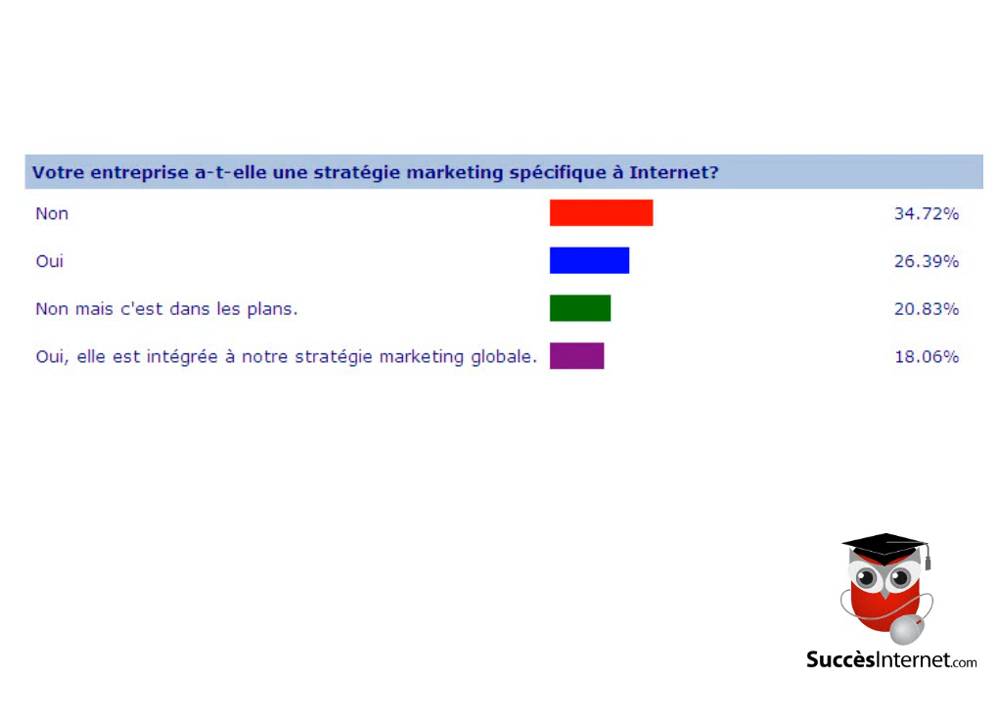 Votre entreprise a-t-elle une stratégie marketing spécifique à Internet?
Non 34.72%
Oui 26.39%
Non mais c'est dans les plans. 20.83%
Oui, elle est intégrée à notre stratégie marketing globale. 18.06%
SuccèsInternet.com